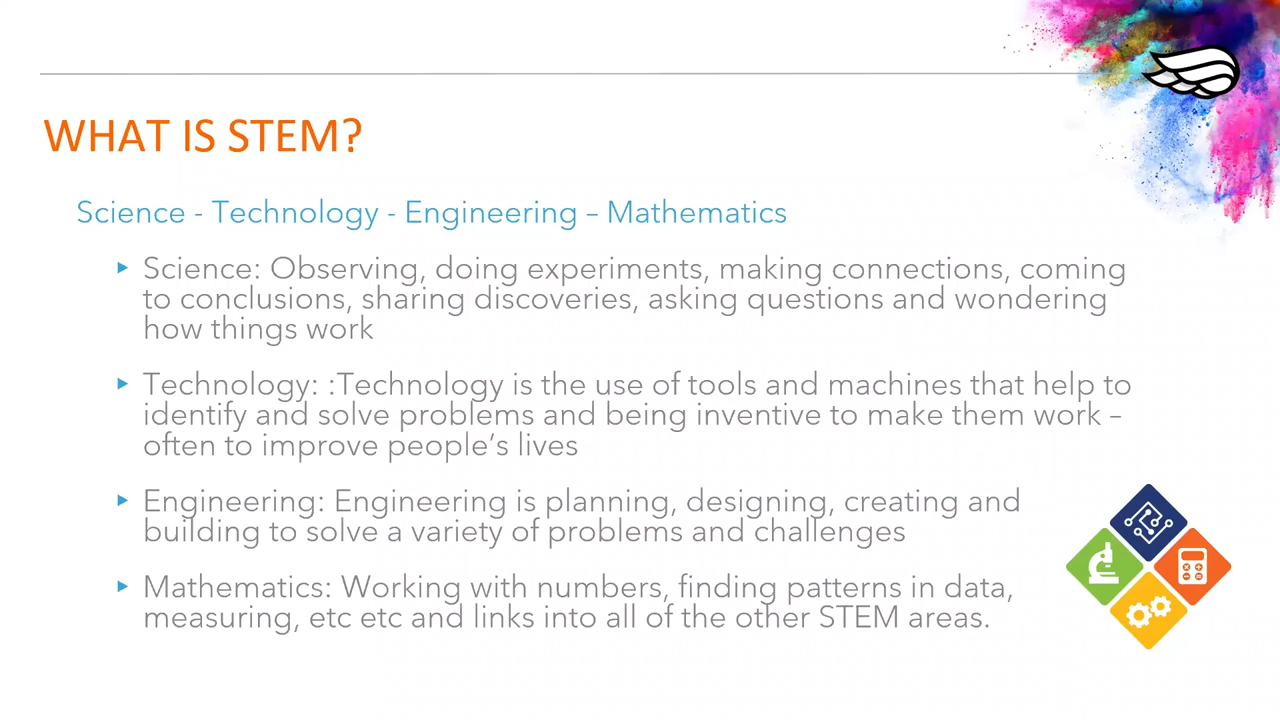 WHAT IS STEM?
Science - Technology - Engineering – Mathematics
Science: Observing, doing experiments, making connections, coming
to conclusions, sharing discoveries, asking questions and wondering
how things work
Technology: :Technology is the use of tools and machines that help to
identify and solve problems and being inventive to make them work –
often to improve people’s lives
Engineering: Engineering is planning, designing, creating and
building to solve a variety of problems and challenges
Mathematics: Working with numbers, finding patterns in data,
measuring, etc etc and links into all of the other STEM areas.